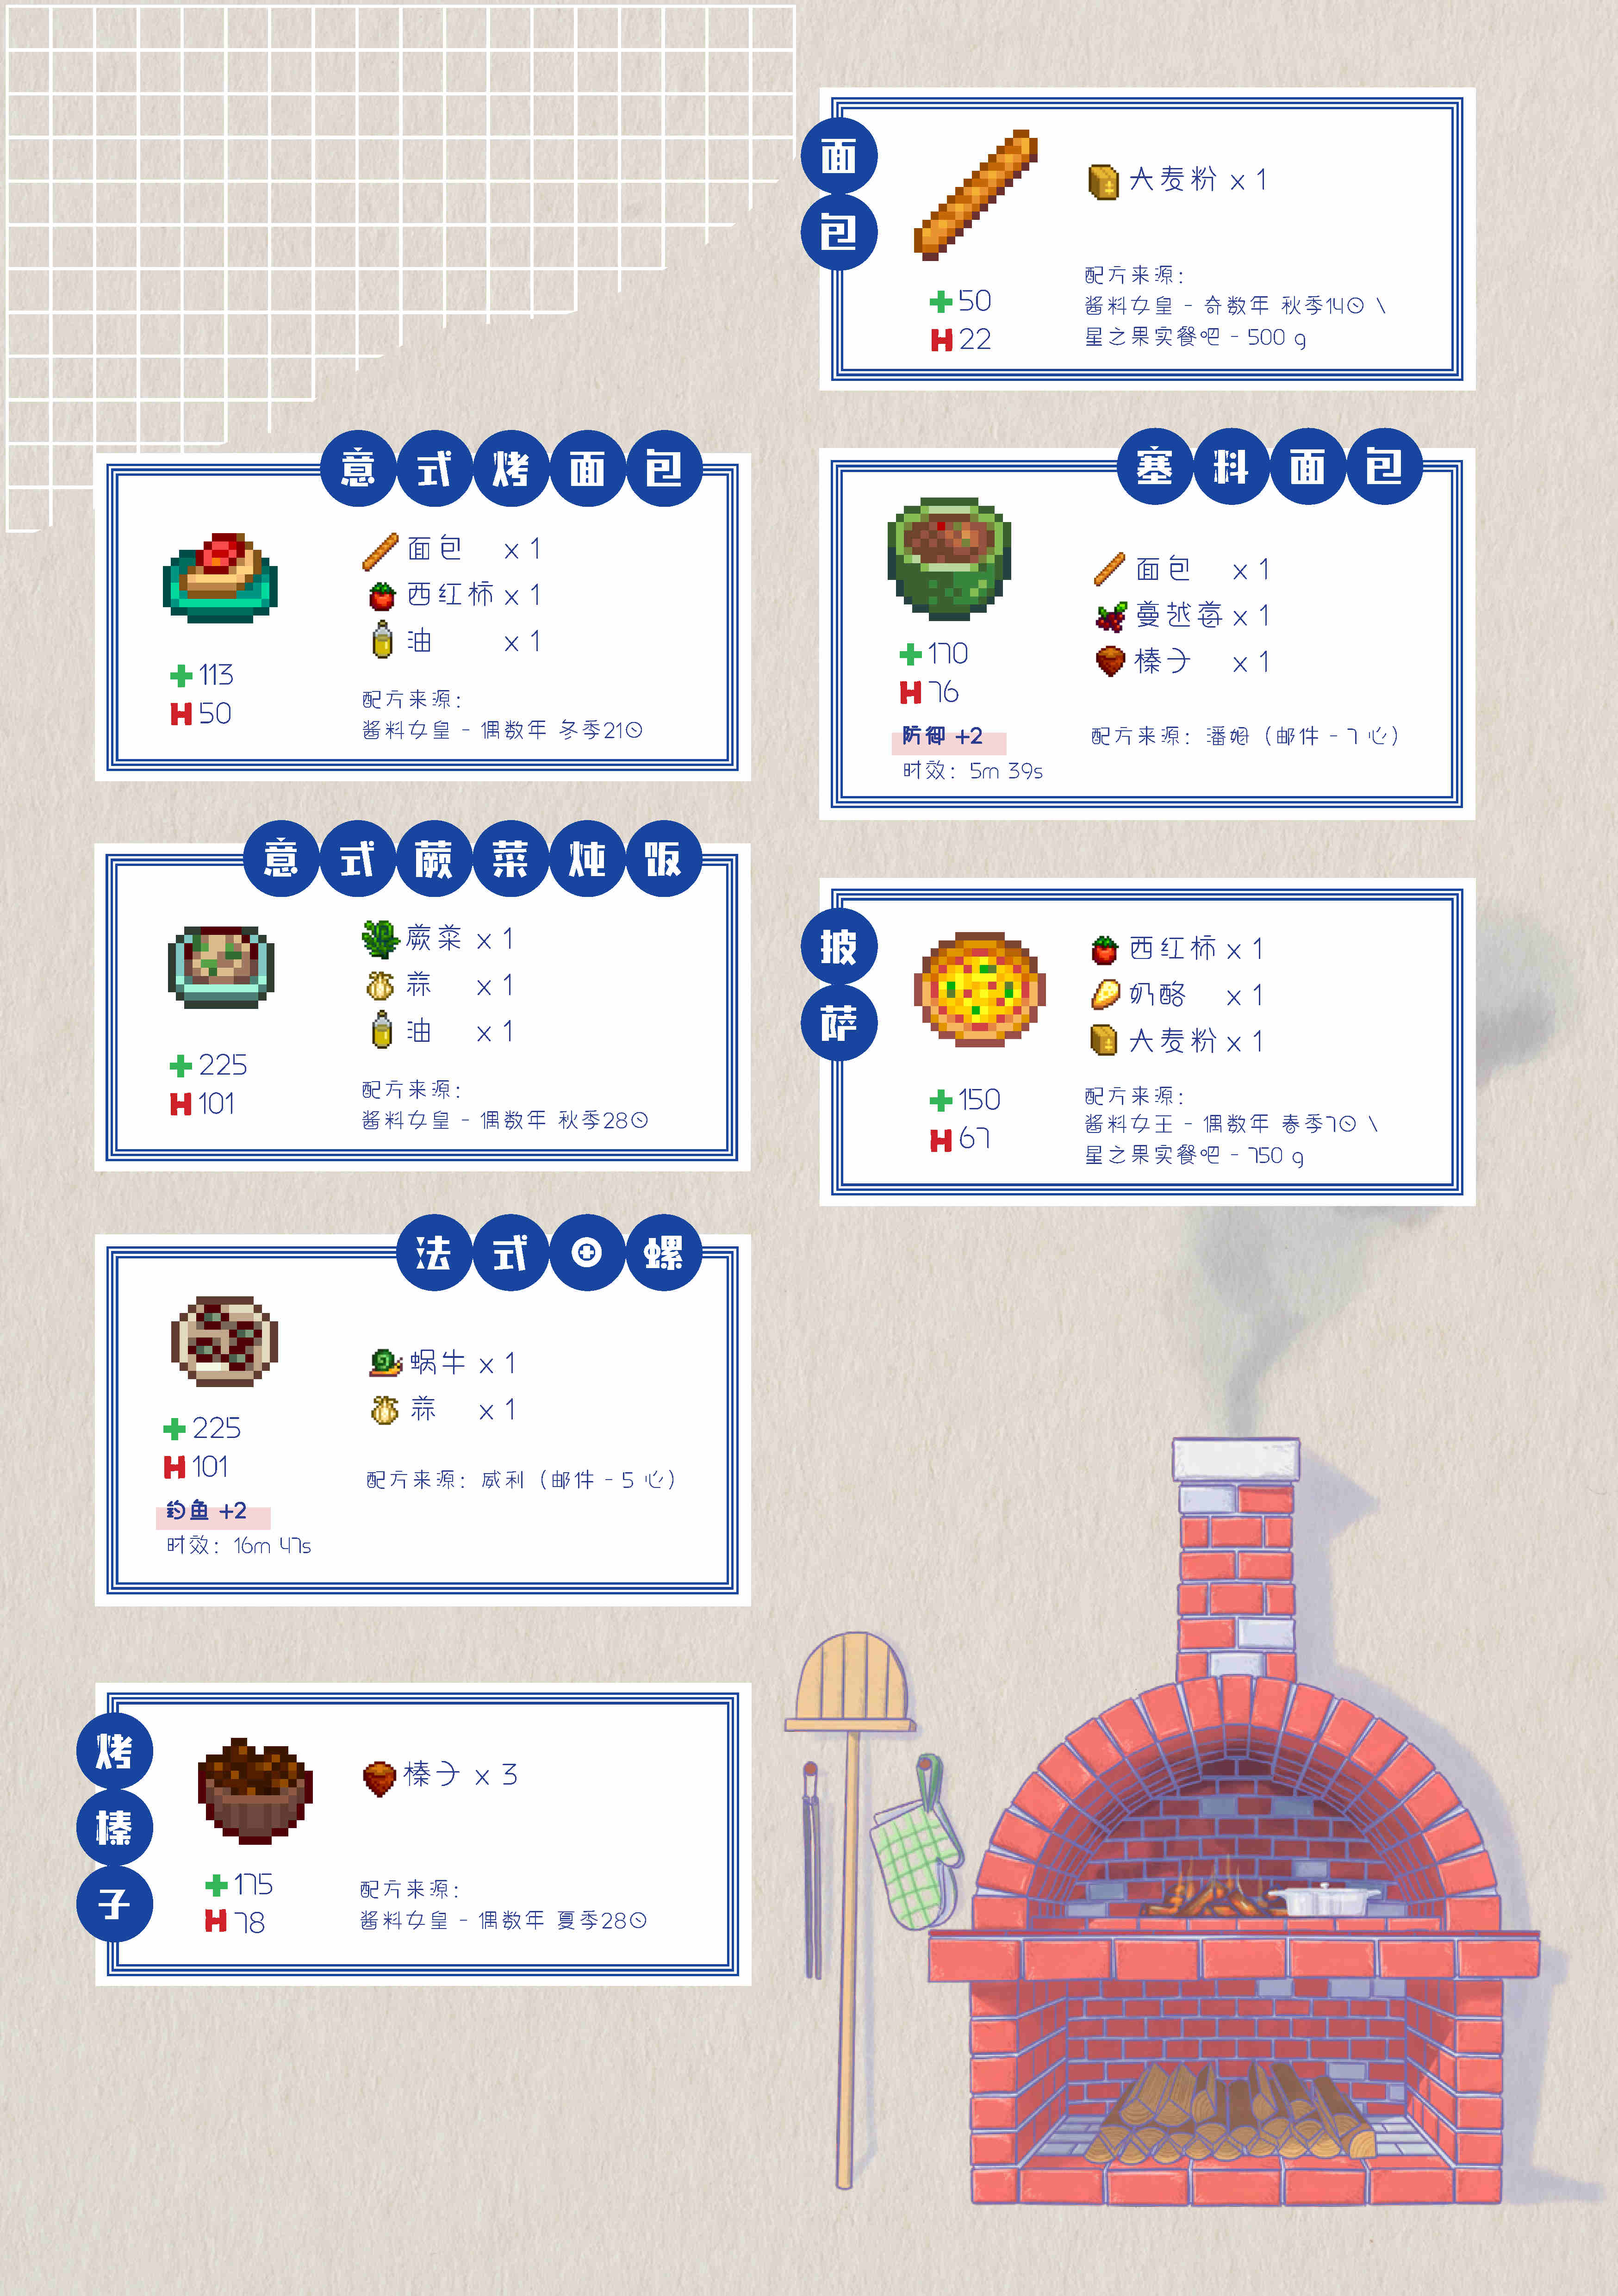 面包
大麦粉 x 1
+50
H 22
配方来源：
酱料女皇 - 奇数年 秋季14日 \
星之果实餐吧 - 500 g
意式烤面包
面包 x 1
西红柿 x 1
油 x 1
+113
H 50
配方来源：
酱料女皇 - 偶数年 冬季21日
塞料面包
面包 x 1
蔓越莓 x 1
榛子 x 1
+170
H 76
防御 +2
时效：5m 39s
配方来源：潘姆（邮件 - 7 心）
意式蕨菜炖饭
蕨菜 x 1
蒜 x 1
油 x 1
+225
H 101
配方来源：
酱料女皇 - 偶数年 秋季28日
披萨
西红柿 x 1
奶酪 x 1
大麦粉 x 1
+150
H 67
配方来源：
酱料女王 - 偶数年 春季7日 \
星之果实餐吧 - 750 g
法式田螺
蜗牛 x 1
蒜 x 1
+225
H 101
钓鱼 +2
时效：16m 47s
配方来源：威利（邮件 - 5 心）
烤榛子
榛子 x 3
+175
H 78
配方来源：
酱料女皇 - 偶数年 夏季28日